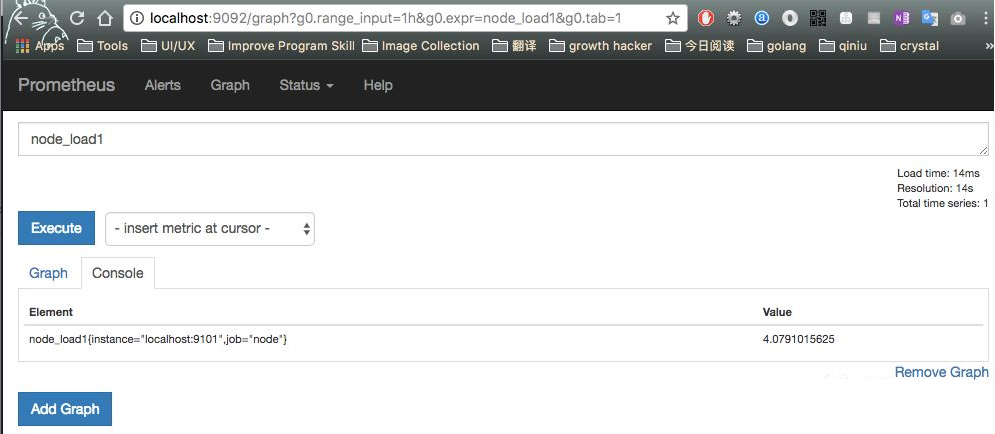 localhost:9092/graph?g0.range_input=1h&g0.expr=node_load1&g0.tab=1
Apps Tools UI/UX Improve Program Skill Image Collection 翻译 growth hacker 今日阅读 golang qiniu crystal »
Prometheus Alerts Graph Status Help
node_load1
Load time: 14ms
Resolution: 14s
Total time series: 1
Execute - insert metric at cursor -
Graph Console
Element Value
node_load1{instance="localhost:9101",job="node"} 4.0791015625
Remove Graph
Add Graph